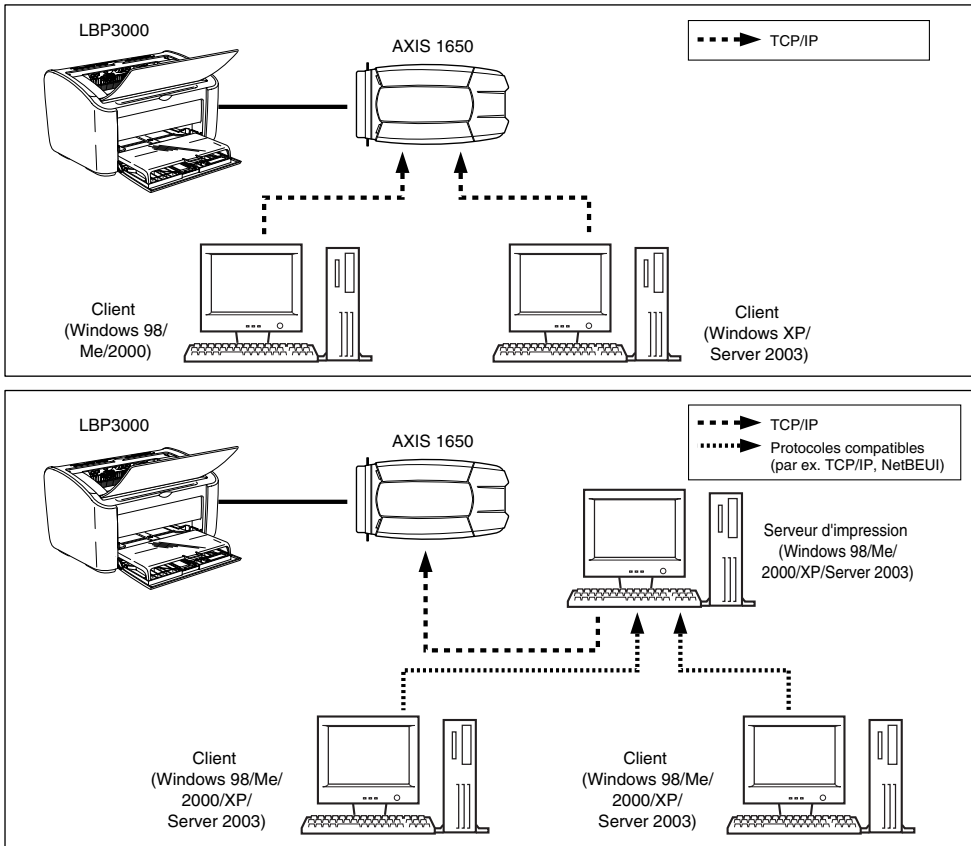 LBP3000
AXIS 1650
TCP/IP
Client
(Windows 98/
Me/2000)
Client
(Windows XP/
Server 2003)
LBP3000
AXIS 1650
TCP/IP
Protocoles compatibles
(par ex. TCP/IP, NetBEUI)
Serveur d'impression
(Windows 98/Me/
2000/XP/Server 2003)
Client
(Windows 98/Me/
2000/XP/
Server 2003)
Client
(Windows 98/Me/
2000/XP/
Server 2003)